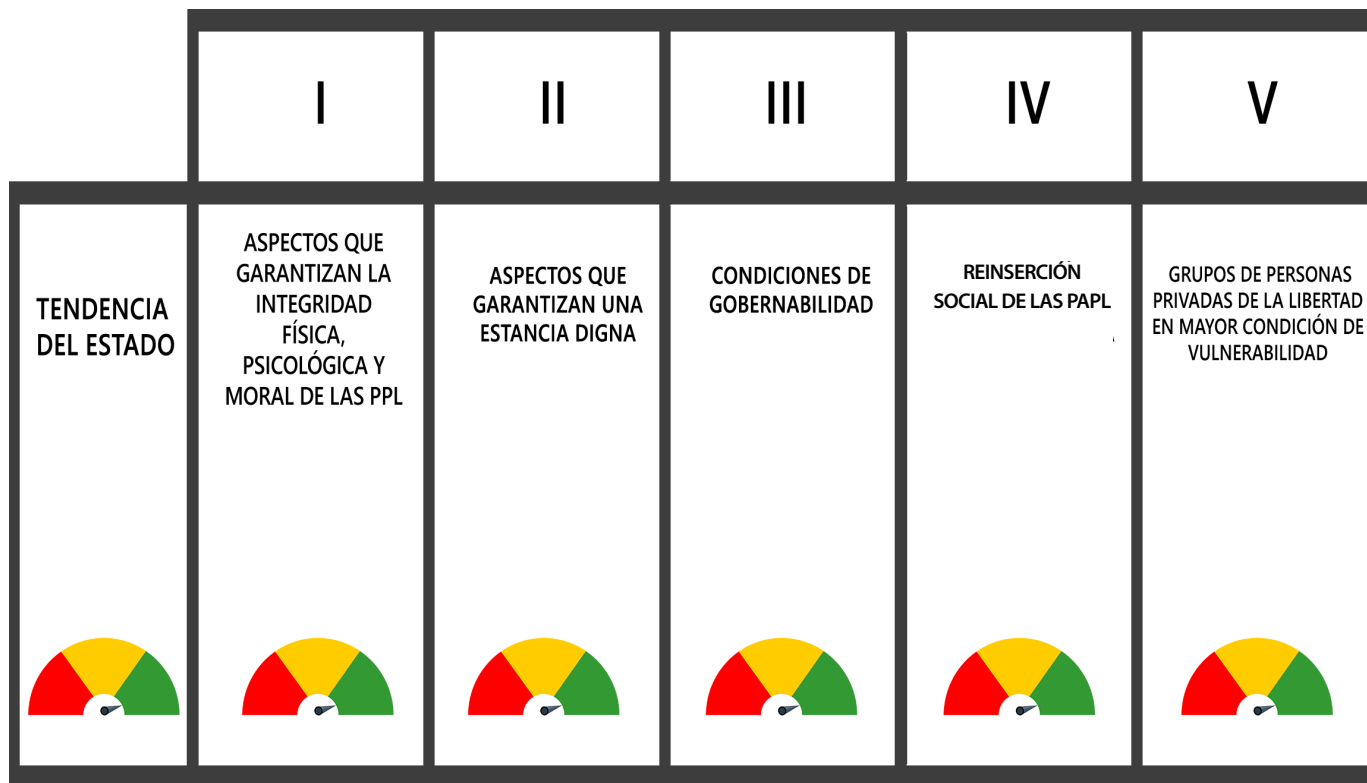 I
II
III
IV
V
TENDENCIA
DEL ESTADO
ASPECTOS QUE
GARANTIZAN LA
INTEGRIDAD
FÍSICA,
PSICOLÓGICA Y
MORAL DE LAS PPL
ASPECTOS QUE
GARANTIZAN UNA
ESTANCIA DIGNA
CONDICIONES DE
GOBERNABILIDAD
REINSERCIÓN
SOCIAL DE LAS PAPL
GRUPOS DE PERSONAS
PRIVADAS DE LA LIBERTAD
EN MAYOR CONDICIÓN DE
VULNERABILIDAD